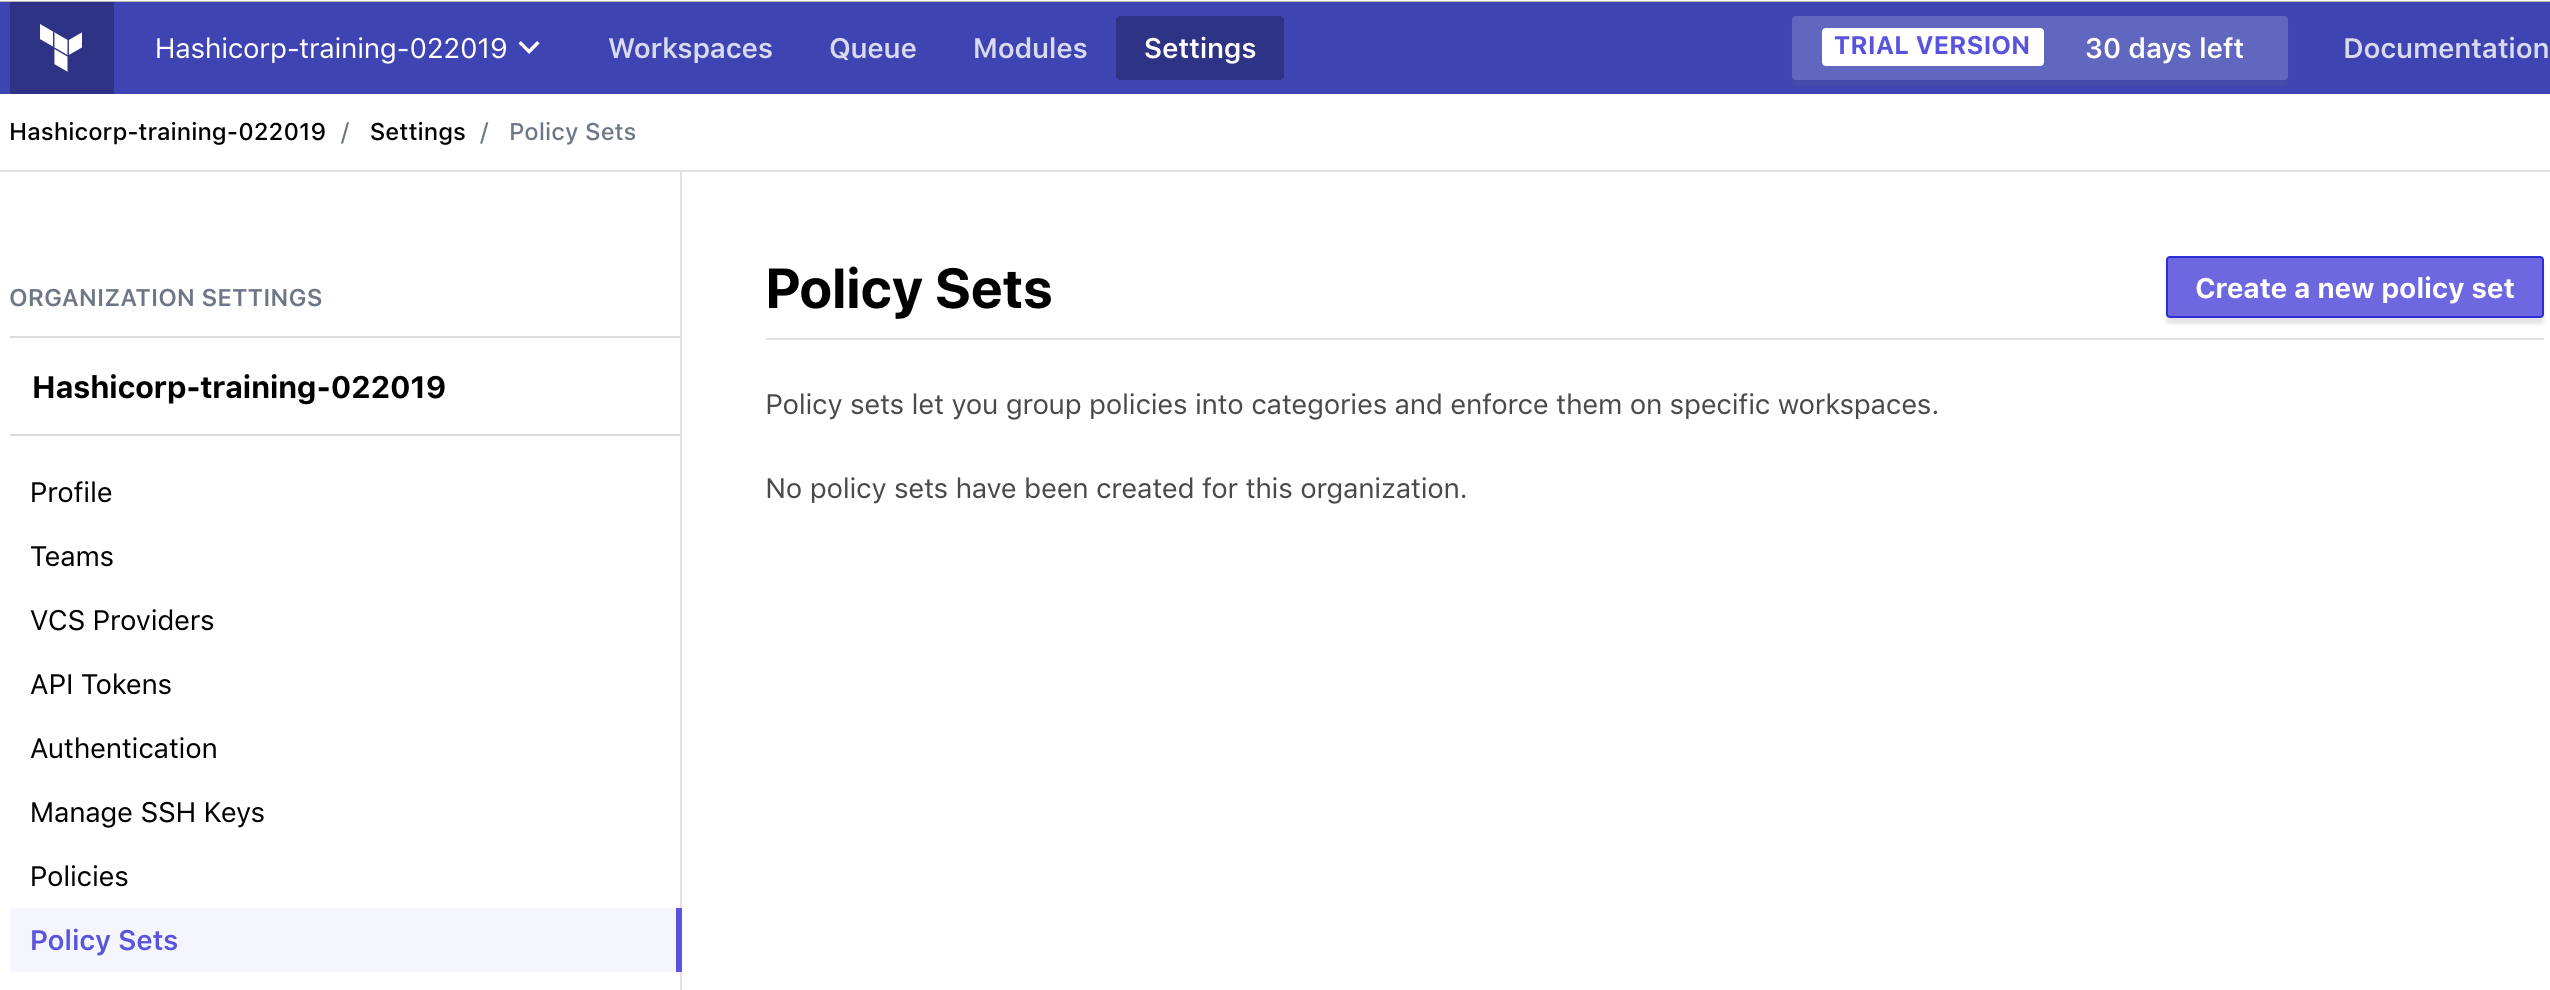 Hashicorp-training-022019 Workspaces Queue Modules Settings TRIAL VERSION 30 days left Documentation
Hashicorp-training-022019 / Settings / Policy Sets
ORGANIZATION SETTINGS
Hashicorp-training-022019
Profile
Teams
VCS Providers
API Tokens
Authentication
Manage SSH Keys
Policies
Policy Sets
Policy Sets
Create a new policy set
Policy sets let you group policies into categories and enforce them on specific workspaces.
No policy sets have been created for this organization.